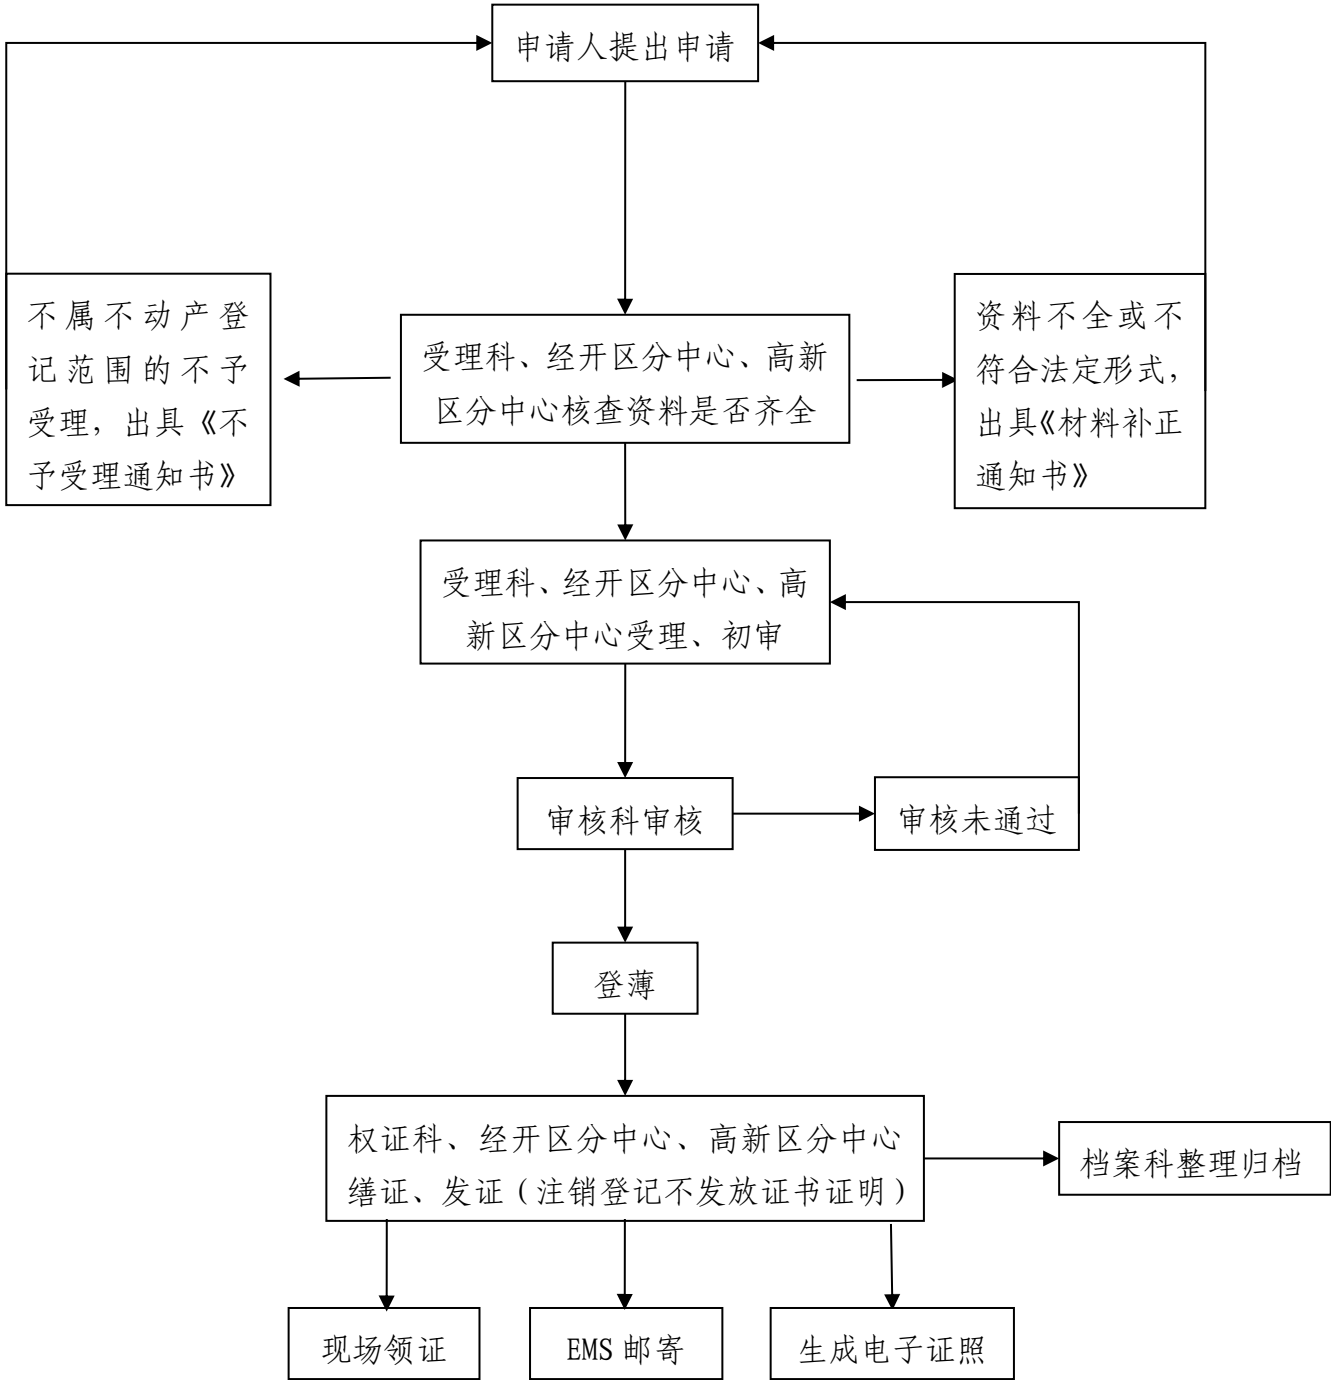 申请人提出申请
不属不动产登
记范围的不予
受理，出具《不
予受理通知书》
受理科、经开区分中心、高新
区分中心核查资料是否齐全
资料不全或不
符合法定形式，
出具《材料补正
通知书》
受理科、经开区分中心、高
新区分中心受理、初审
审核科审核
审核未通过
登薄
权证科、经开区分中心、高新区分中心
缮证、发证（注销登记不发放证书证明）
档案科整理归档
现场领证
EMS 邮寄
生成电子证照